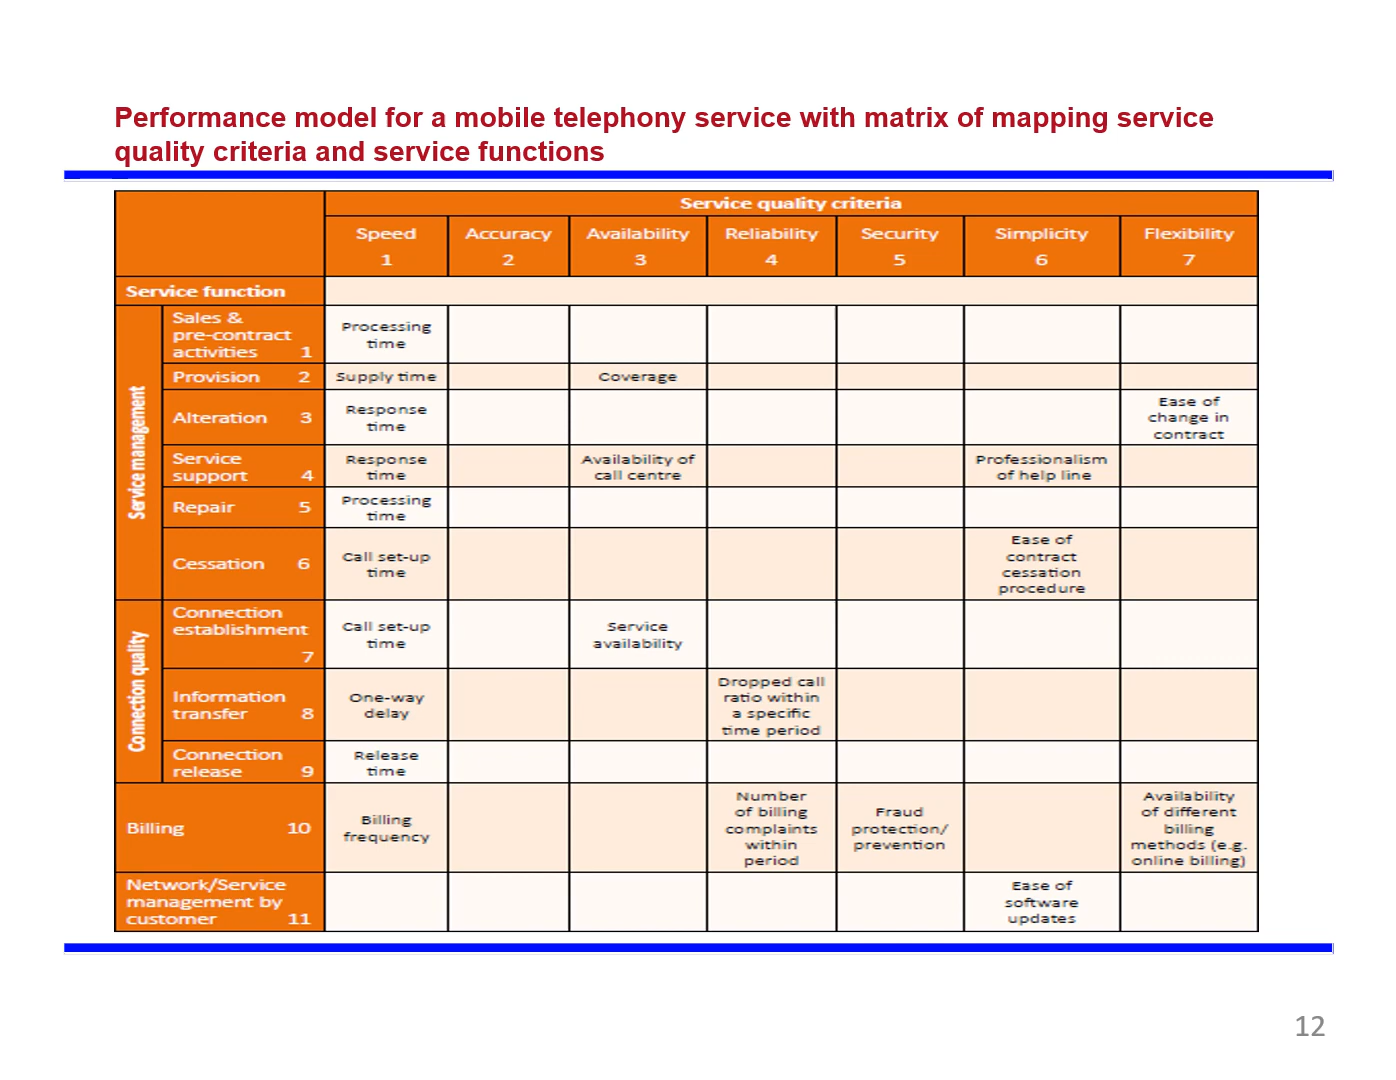 Performance model for a mobile telephony service with matrix of mapping service
quality criteria and service functions
Service quality criteria
Speed Accuracy Availability Reliability Security Simplicity Flexibility
1 2 3 4 5 6 7
Service function
Service management
Sales &
pre-contract
activities 1
Processing
time
Provision 2
Supply time
Coverage
Alteration 3
Response
time
Ease of
change in
contract
Service
support 4
Response
time
Availability of
call centre
Professionalism
of help line
Repair 5
Processing
time
Cessation 6
Call set-up
time
Ease of
contract
cessation
procedure
Connection quality
Connection
establishment
7
Call set-up
time
Service
availability
Information
transfer 8
One-way
delay
Dropped call
ratio within
a specific
time period
Connection
release 9
Release
time
Billing 10
Billing
frequency
Number
of billing
complaints
within
period
Fraud
protection/
prevention
Availability
of different
billing
methods (e.g.
online billing)
Network/Service
management by
customer 11
Ease of
software
updates
12